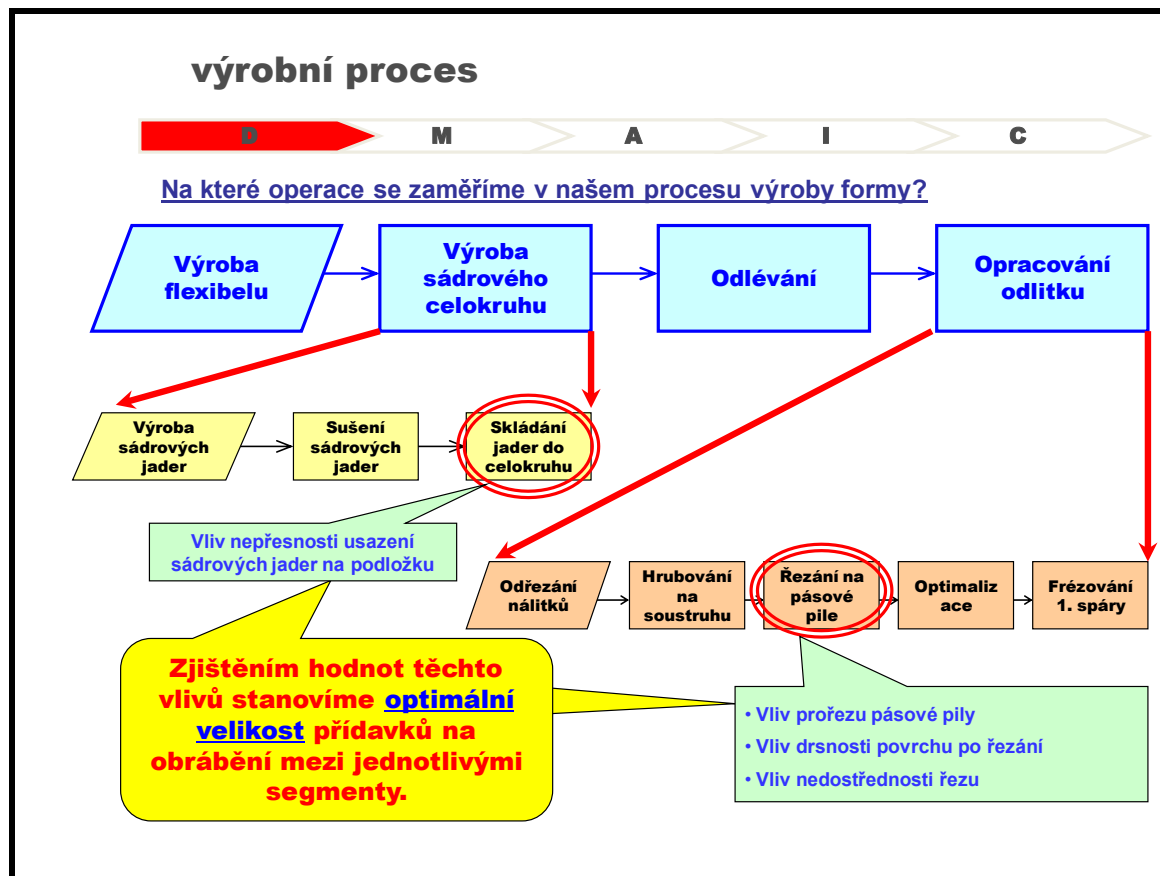 výrobní proces
D M A I C
Na které operace se zaměříme v našem procesu výroby formy?
Výroba
flexibelu
Výroba
sádrového
celokruhu
Odlévání
Opracování
odlitku
Výroba
sádrových
jader
Sušení
sádrových
jader
Skládání
jader do
celokruhu
Vliv nepřesnosti usazení
sádrových jader na podložku
Odřezání
nálitků
Hrubování
na
soustruhu
Řezání na
pásové
pile
Optimaliz
ace
Frézování
1. spáry
Zjištěním hodnot těchto
vlivů stanovíme optimální
velikost přídavků na
obrábění mezi jednotlivými
segmenty.
• Vliv prořezu pásové pily
• Vliv drsnosti povrchu po řezání
• Vliv nedostřednosti řezu